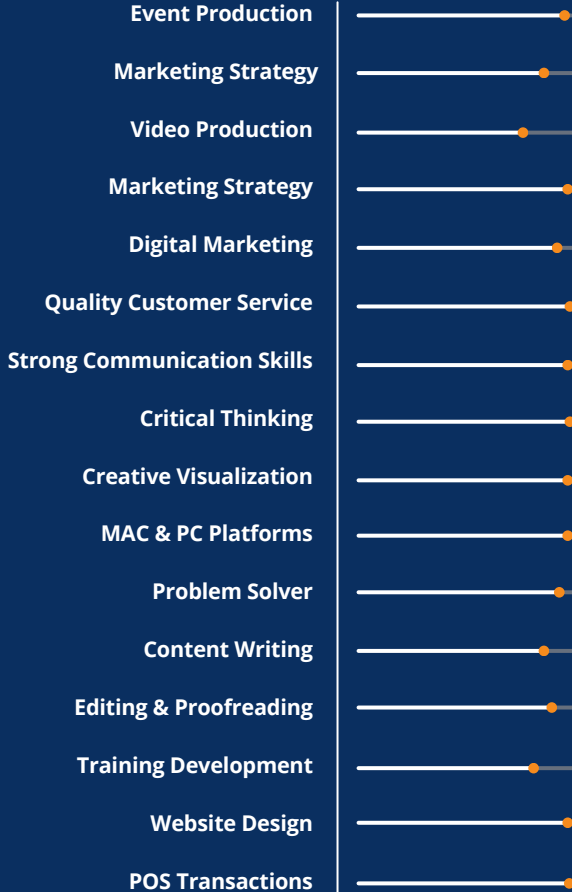 Event Production
Marketing Strategy
Video Production
Marketing Strategy
Digital Marketing
Quality Customer Service
Strong Communication Skills
Critical Thinking
Creative Visualization
MAC & PC Platforms
Problem Solver
Content Writing
Editing & Proofreading
Training Development
Website Design
POS Transactions